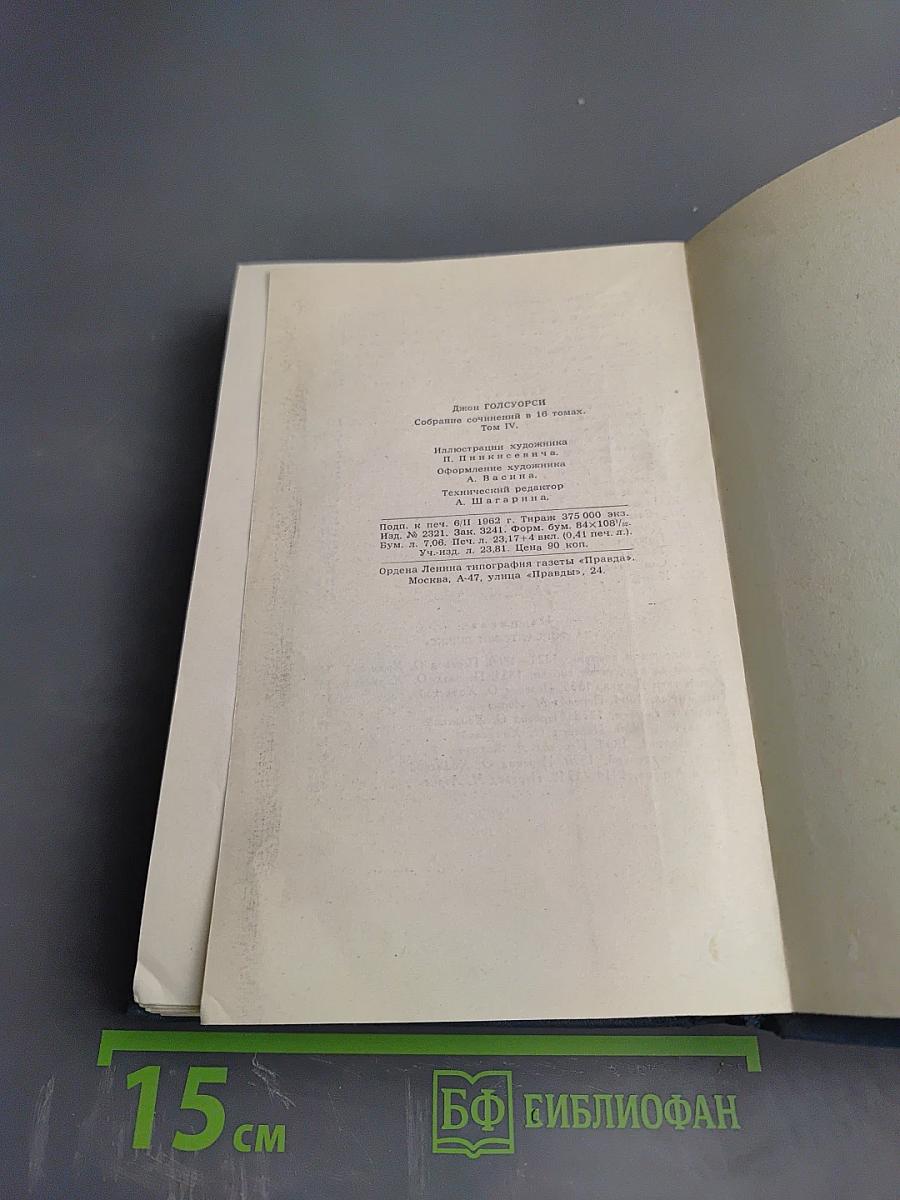 Джон ГОЛСУОРСИ
Собрание сочинений в 16 томах.
Том IV.
Иллюстрации художника
П. Пинкисевича.
Оформление художника
А. Васина.
Технический редактор
А. Шагарина.
Подп. к печ. 6/II 1962 г. Тираж 375 000 экз.
Изд. № 2321. Зак. 3241. Форм. бум. 84×108¹/₃₂.
Бум. л. 7,06. Печ. л. 23,17+4 вкл. (0,41 печ. л.).
Уч.-изд. л. 23,81. Цена 90 коп.
Ордена Ленина типография газеты «Правда».
Москва, А-47, улица «Правды», 24.
15 см
БФ БИБЛИОФАН